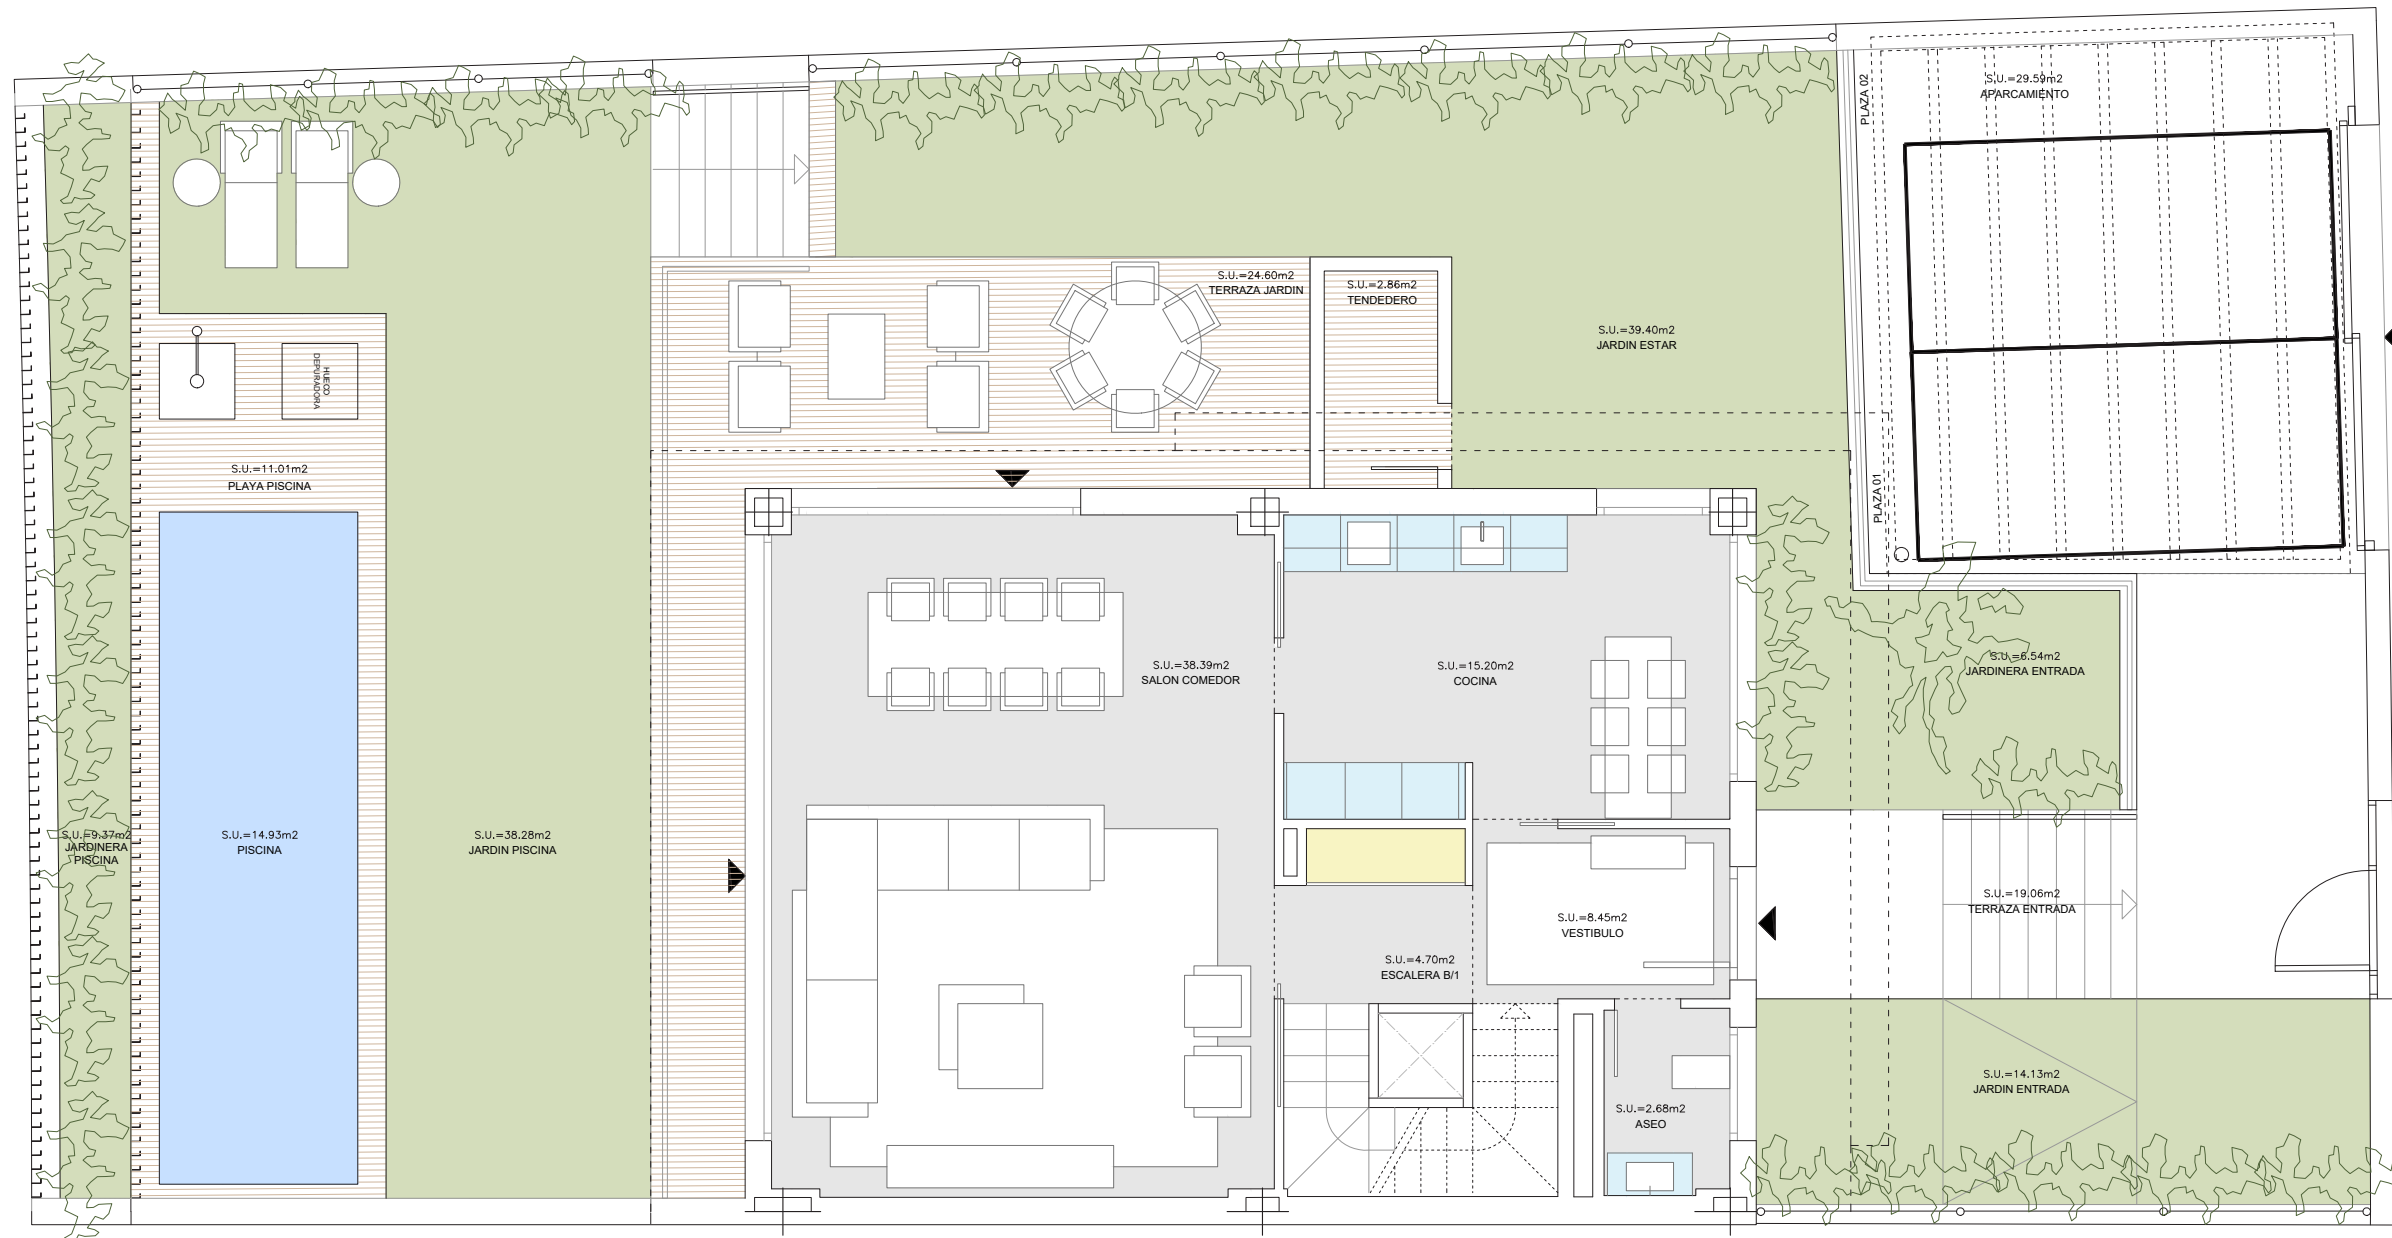 PLAZA 02
S.U.=29.59m2
APARCAMIENTO
S.U.=24.60m2
TERRAZA JARDIN
S.U.=2.86m2
TENDEDERO
S.U.=39.40m2
JARDIN ESTAR
HUECO
DEPURADORA
S.U.=11.01m2
PLAYA PISCINA
PLAZA 01
S.U.=38.39m2
SALON COMEDOR
S.U.=15.20m2
COCINA
S.U.=6.54m2
JARDINERA ENTRADA
S.U.=9.37m2
JARDINERA
PISCINA
S.U.=14.93m2
PISCINA
S.U.=38.28m2
JARDIN PISCINA
S.U.=19.06m2
TERRAZA ENTRADA
S.U.=8.45m2
VESTIBULO
S.U.=4.70m2
ESCALERA B/1
S.U.=14.13m2
JARDIN ENTRADA
S.U.=2.68m2
ASEO